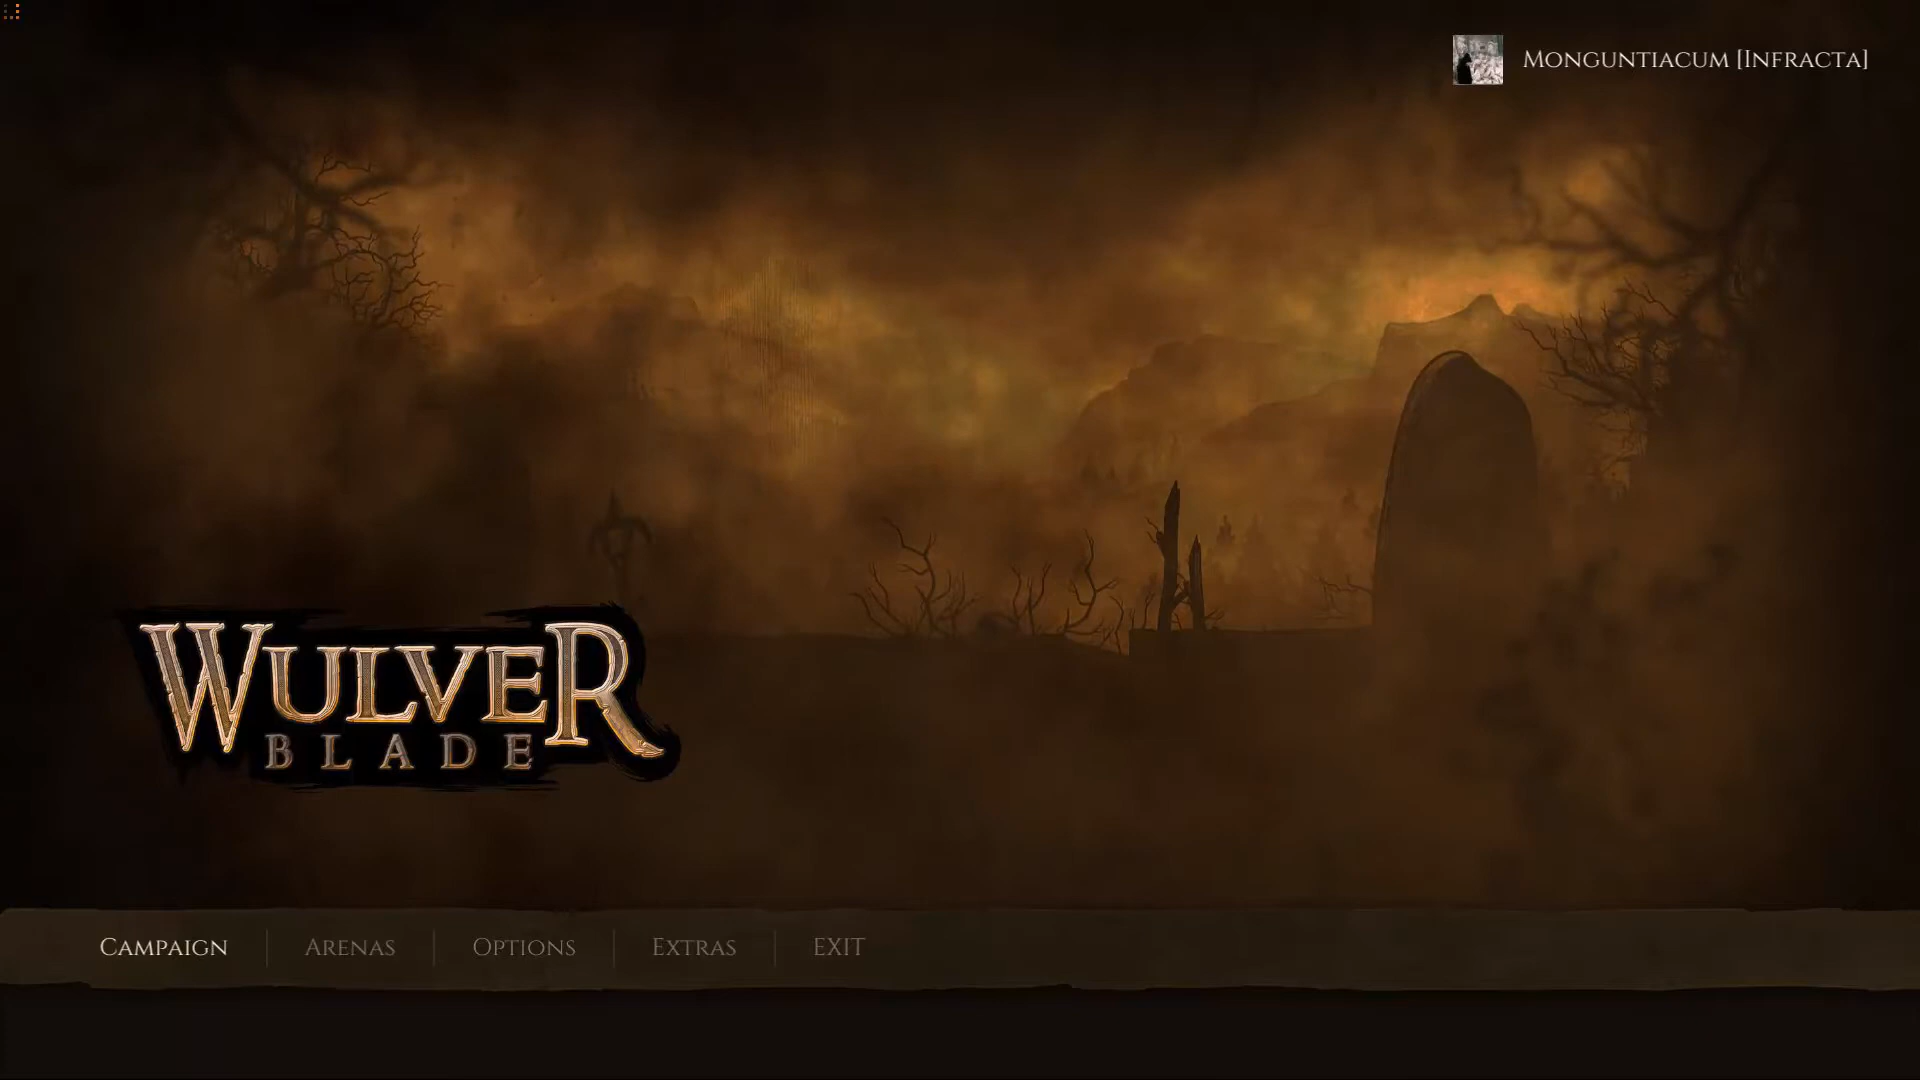 Monguntiacum [Infracta]
Wulver
Blade
Campaign
Arenas
Options
Extras
EXIT